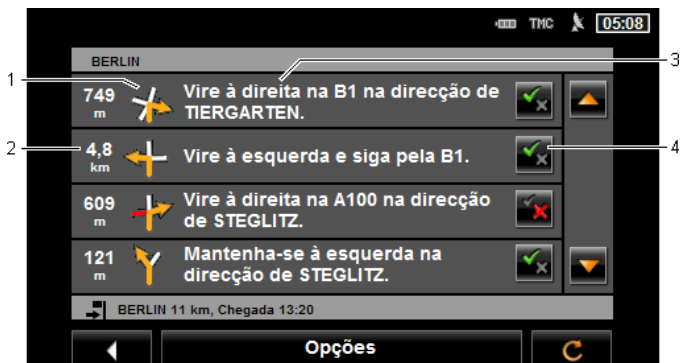 TMC 05:08
BERLIN
1
749 m
Vire à direita na B1 na direcção de
TIERGARTEN.
3
2
4,8 km
Vire à esquerda e siga pela B1.
4
609 m
Vire à direita na A100 na direcção
de STEGLITZ.
121 m
Mantenha-se à esquerda na
direcção de STEGLITZ.
BERLIN 11 km, Chegada 13:20
Opções